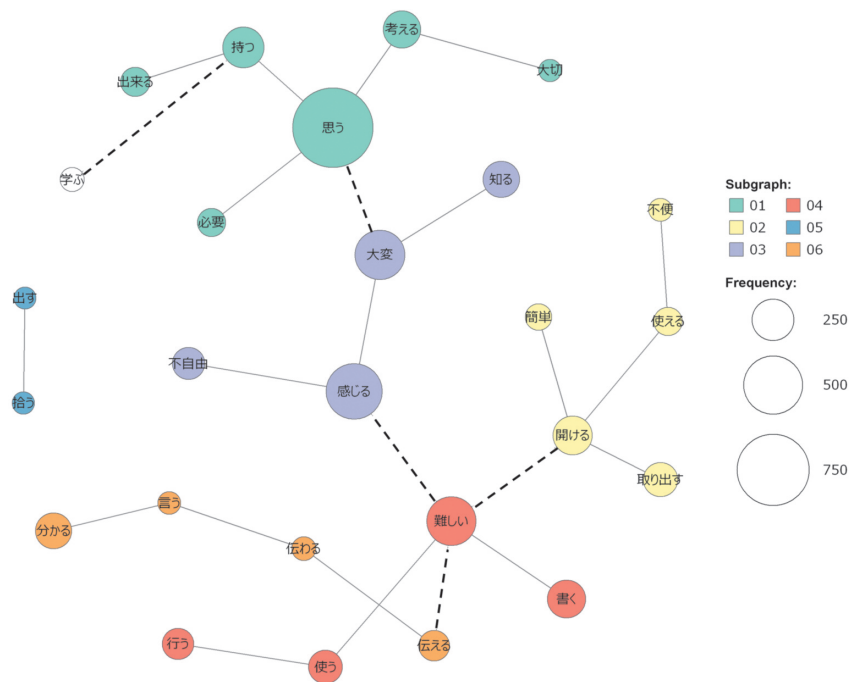 考える
持つ
大切
出来る
思う
学ぶ
知る
必要
不便
大変
出す
簡単
使える
不自由
感じる
拾う
開ける
取り出す
言う
難しい
分かる
伝わる
書く
行う
伝える
使う
Subgraph:
01 04
02 05
03 06
Frequency:
250
500
750